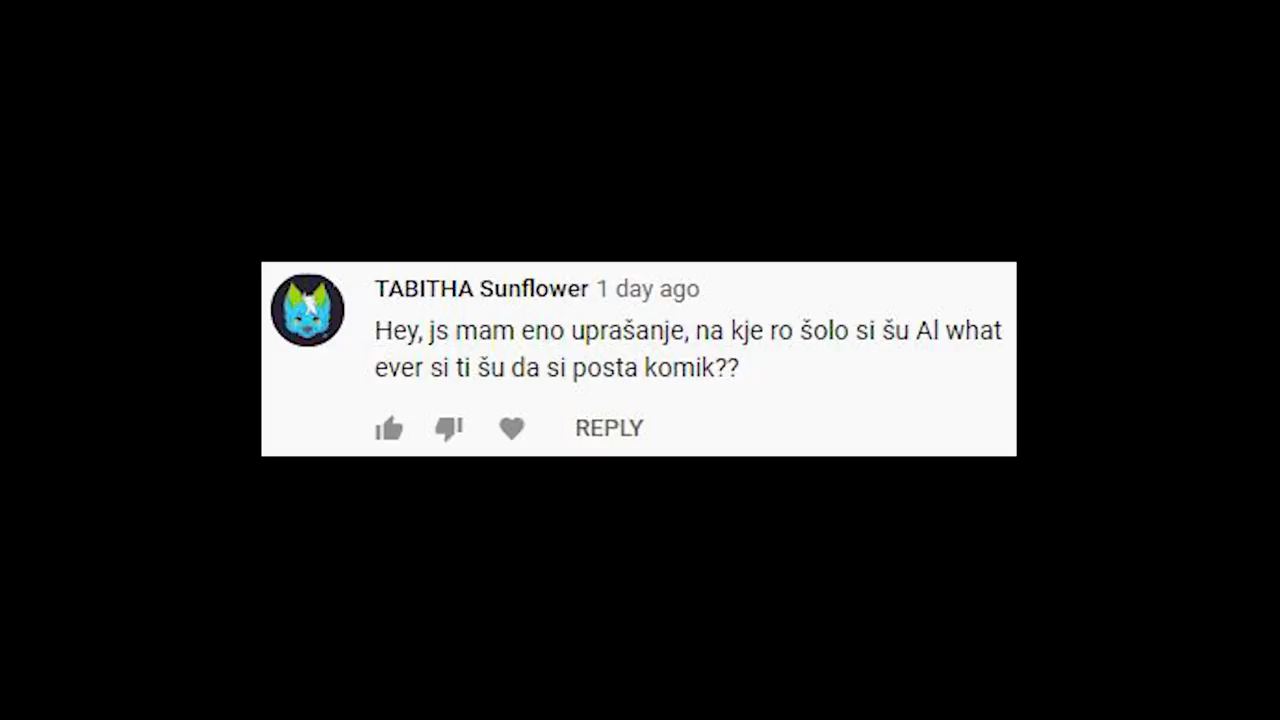 TABITHA Sunflower 1 day ago
Hey, js mam eno uprašanje, na kje ro šolo si šu Al what
ever si ti šu da si posta komik??
REPLY